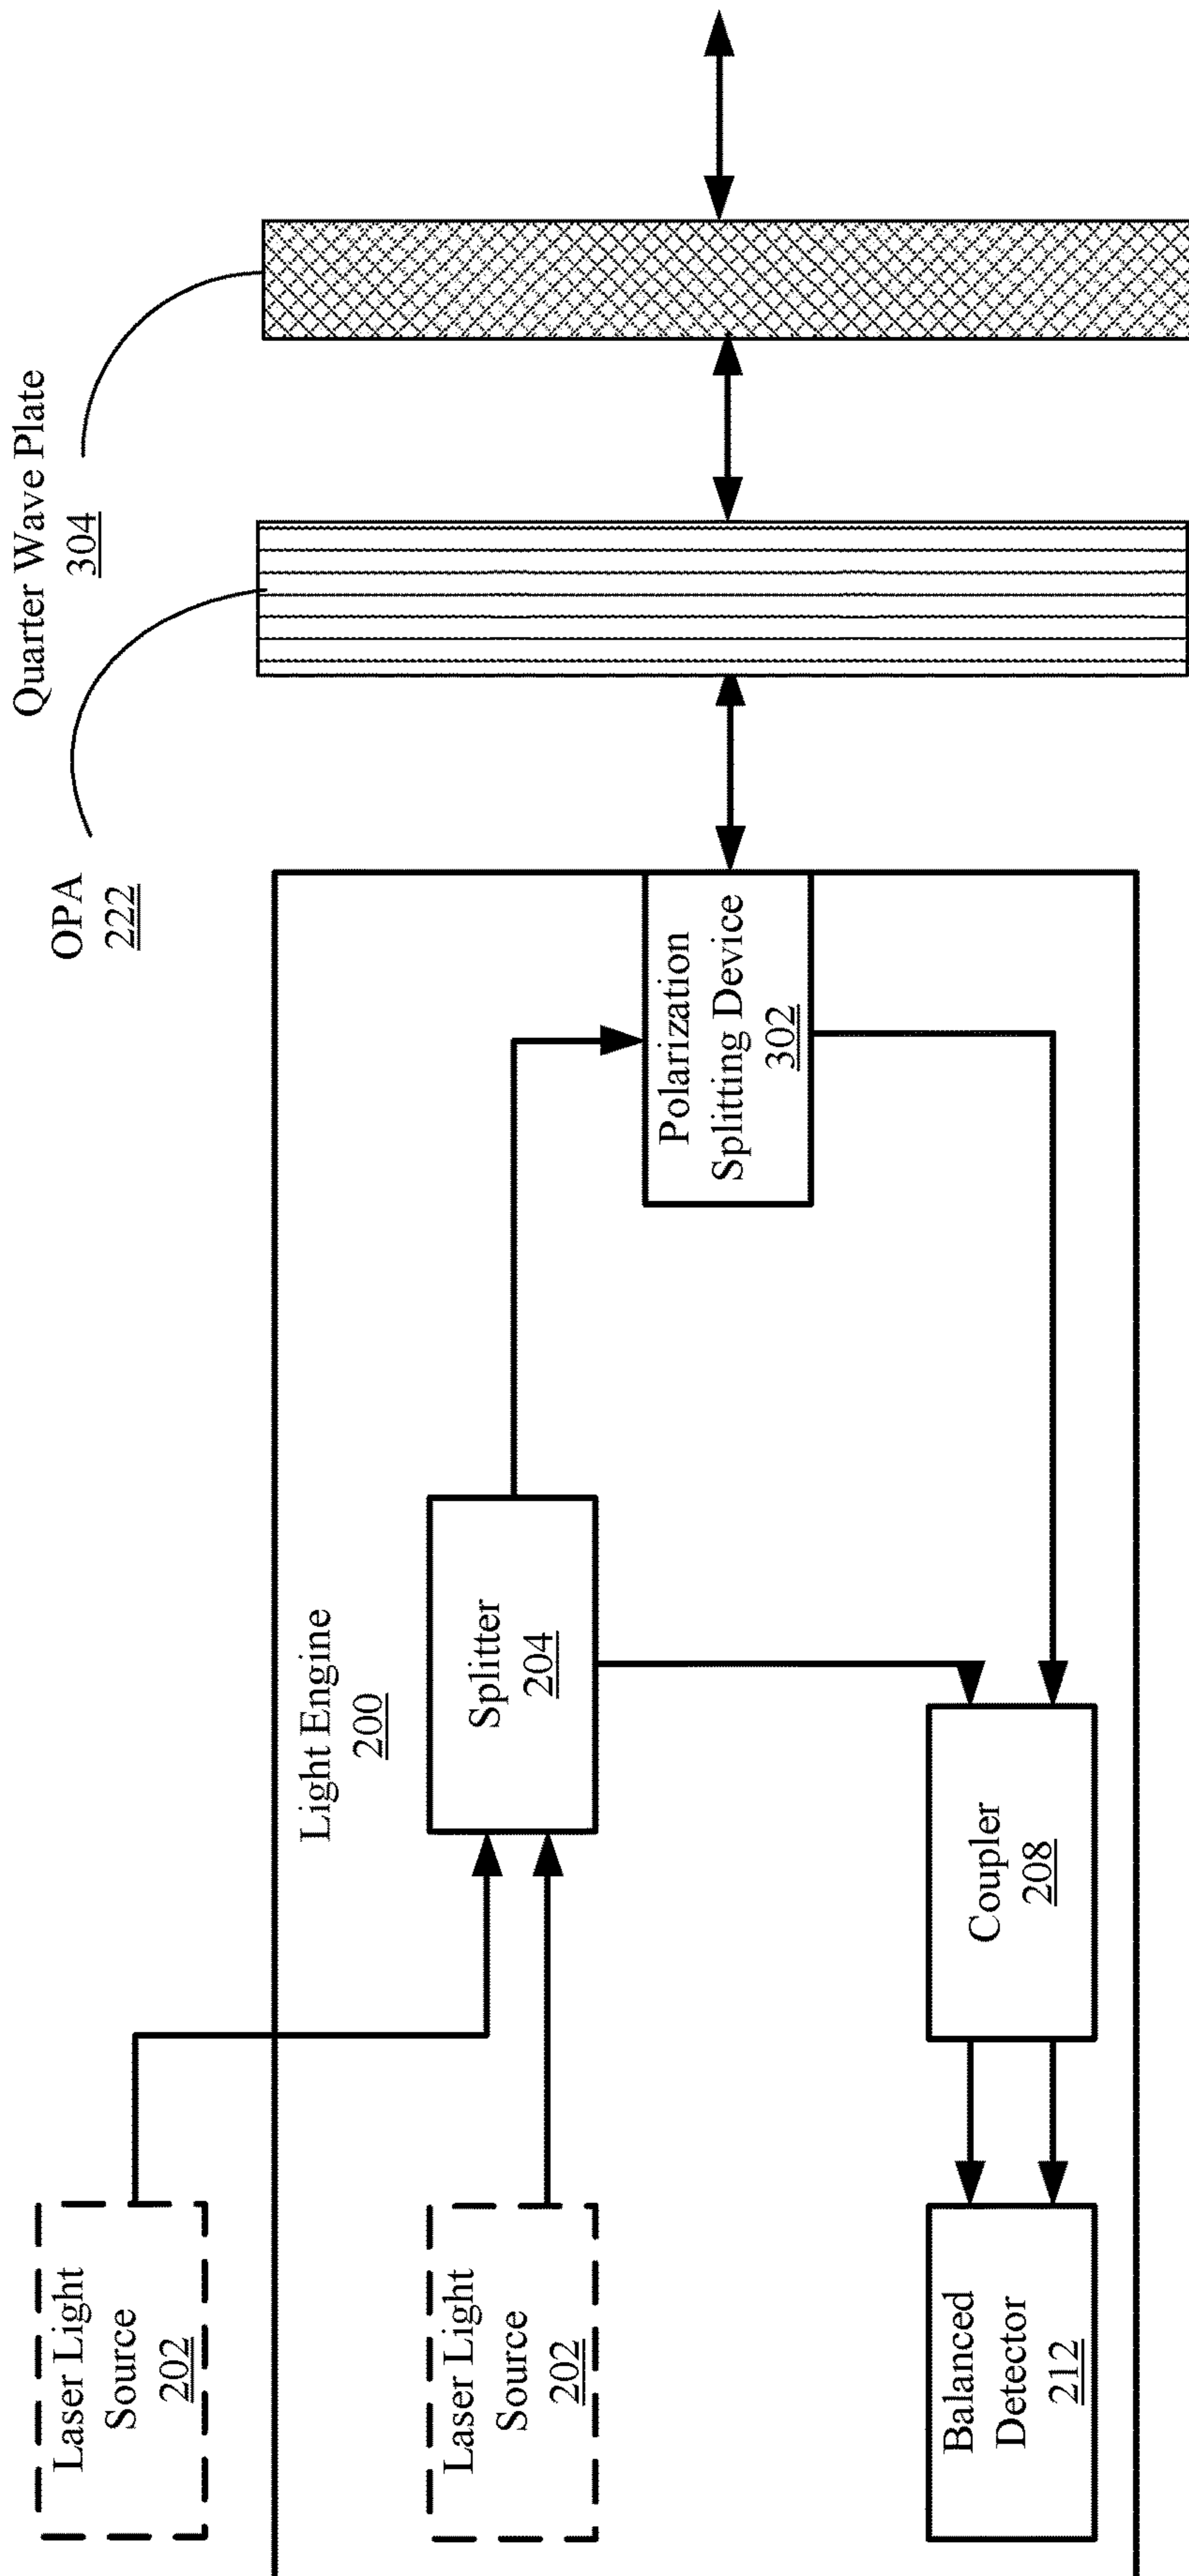 Laser Light
Source
202
Laser Light
Source
202
Balanced
Detector
212
Light Engine
200
Splitter
204
Coupler
208
Polarization
Splitting Device
302
OPA
222
Quarter Wave Plate
304